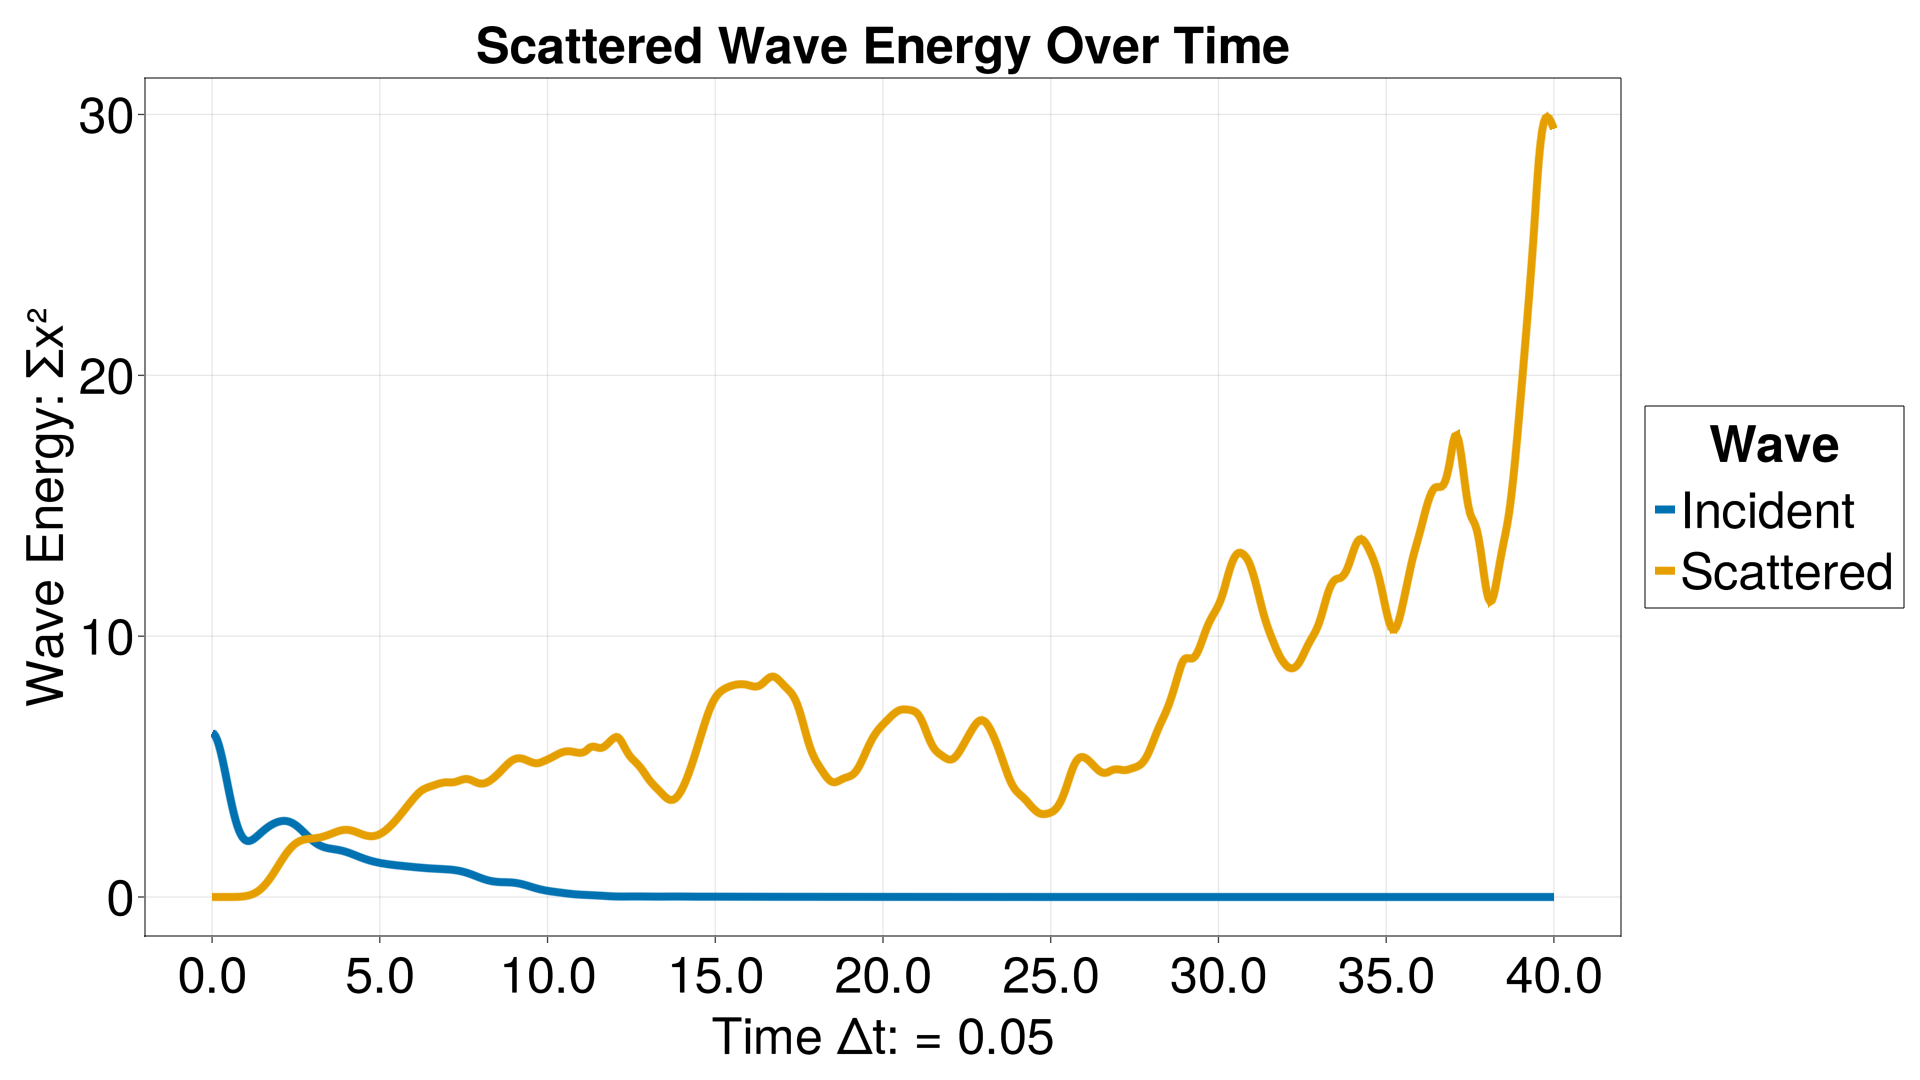 Scattered Wave Energy Over Time
Wave Energy: Σx²
30
20
10
0
0.0 5.0 10.0 15.0 20.0 25.0 30.0 35.0 40.0
Time Δt: = 0.05
Wave
Incident
Scattered